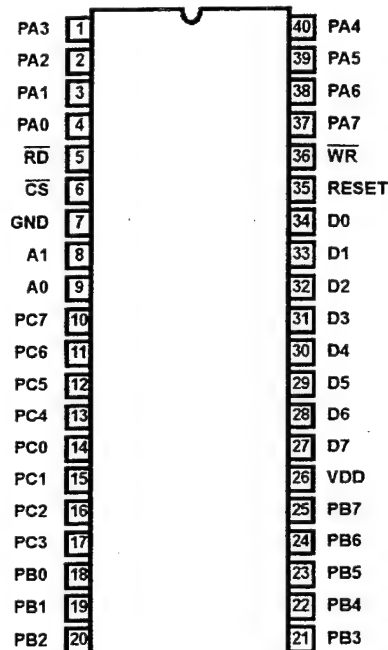 PA3 1 40 PA4
PA2 2 39 PA5
PA1 3 38 PA6
PA0 4 37 PA7
R̅D̅ 5 36 W̅R̅
C̅S̅ 6 35 RESET
GND 7 34 D0
A1 8 33 D1
A0 9 32 D2
PC7 10 31 D3
PC6 11 30 D4
PC5 12 29 D5
PC4 13 28 D6
PC0 14 27 D7
PC1 15 26 VDD
PC2 16 25 PB7
PC3 17 24 PB6
PB0 18 23 PB5
PB1 19 22 PB4
PB2 20 21 PB3